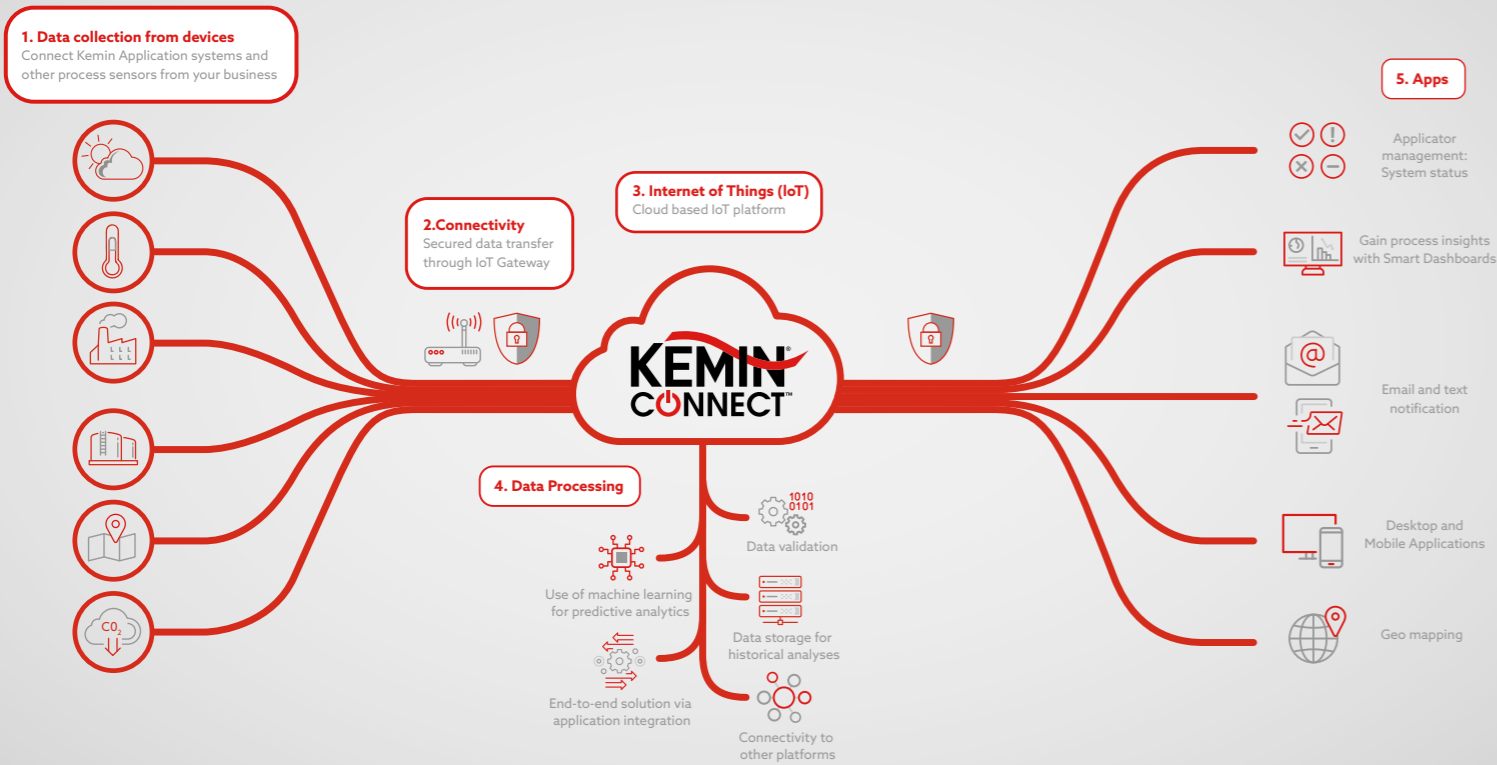 1. Data collection from devices
Connect Kemin Application systems and
other process sensors from your business
2.Connectivity
Secured data transfer
through IoT Gateway
3. Internet of Things (IoT)
Cloud based IoT platform
KEMIN®
CONNECT™
4. Data Processing
1010
0101
Data validation
Use of machine learning
for predictive analytics
Data storage for
historical analyses
End-to-end solution via
application integration
Connectivity to
other platforms
5. Apps
Applicator
management:
System status
Gain process insights
with Smart Dashboards
@
Email and text
notification
Desktop and
Mobile Applications
Geo mapping
C0₂